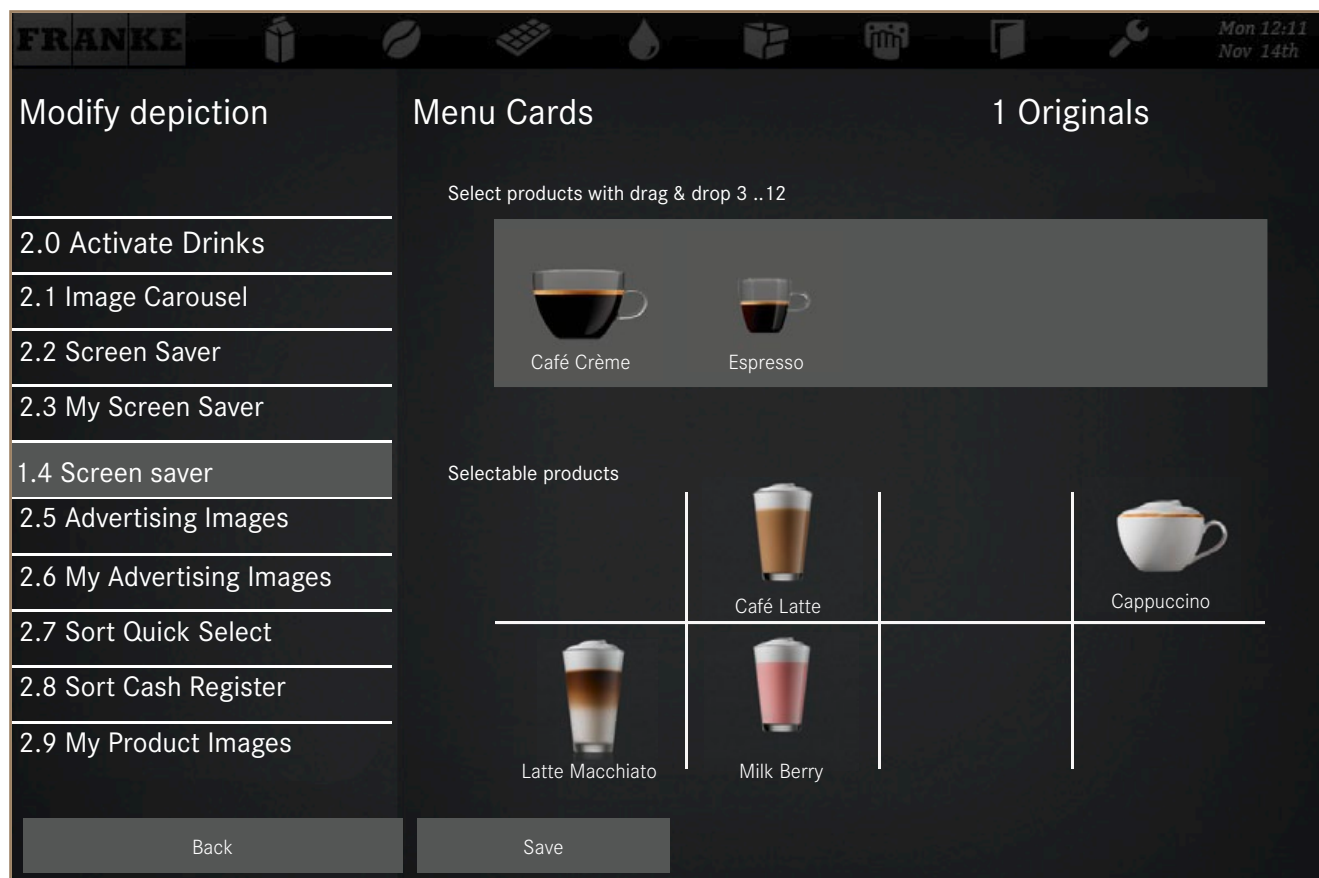 FRANKE
Mon 12:11
Nov 14th
Modify depiction
Menu Cards
1 Originals
Select products with drag & drop 3 ..12
2.0 Activate Drinks
2.1 Image Carousel
2.2 Screen Saver
2.3 My Screen Saver
1.4 Screen saver
2.5 Advertising Images
2.6 My Advertising Images
2.7 Sort Quick Select
2.8 Sort Cash Register
2.9 My Product Images
Café Crème
Espresso
Selectable products
Café Latte
Cappuccino
Latte Macchiato
Milk Berry
Back
Save